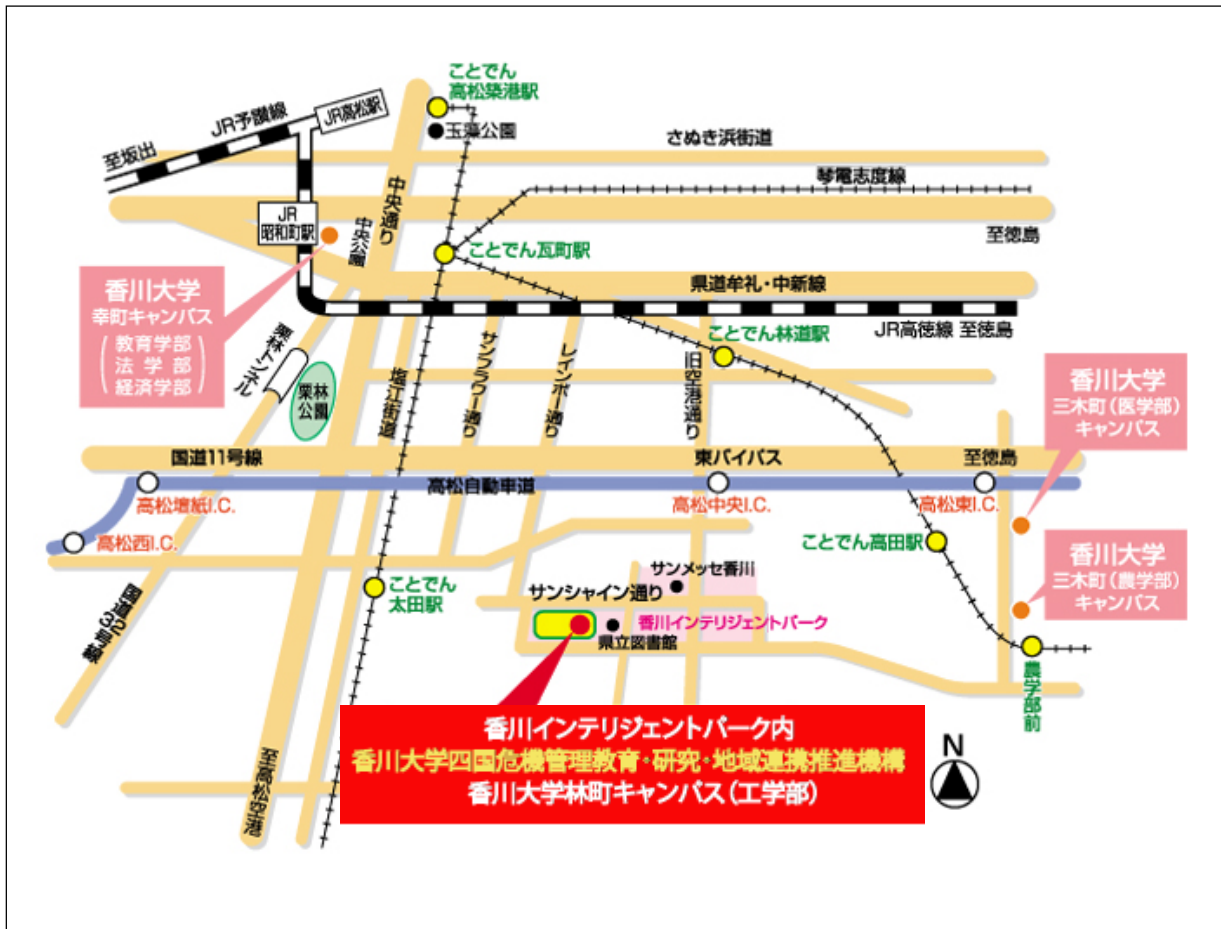 ことでん
高松築港駅
JR高松駅
JR予讃線
玉藻公園
至坂出
さぬき浜街道
琴電志度線
中央通り
JR
昭和町駅
中央公園
至徳島
ことでん瓦町駅
香川大学
幸町キャンパス
(教育学部
法学部
経済学部)
県道牟礼・中新線
JR高徳線 至徳島
ことでん林道駅
栗林トンネル
栗林
公園
塩江街道
サンフラワー通り
レインボー通り
旧空港通り
香川大学
三木町(医学部)
キャンパス
国道11号線
東バイパス
至徳島
高松自動車道
高松壇紙I.C.
高松中央I.C.
高松東I.C.
高松西I.C.
ことでん高田駅
香川大学
三木町(農学部)
キャンパス
サンメッセ香川
ことでん
太田駅
サンシャイン通り
国道32号線
香川インテリジェントパーク
県立図書館
農学部前
香川インテリジェントパーク内
香川大学四国危機管理教育・研究・地域連携推進機構
香川大学林町キャンパス(工学部)
至高松空港
N